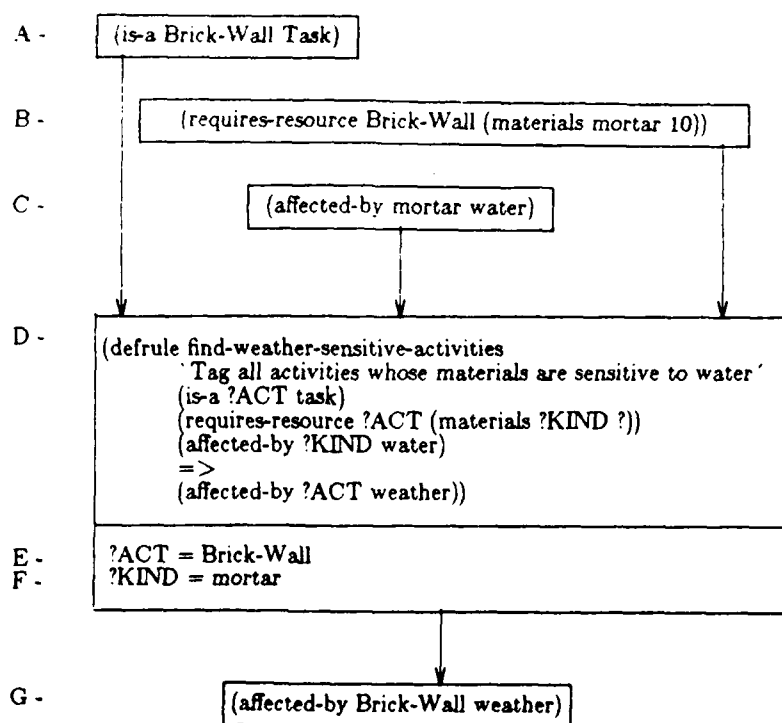 A - (is-a Brick-Wall Task)
B - (requires-resource Brick-Wall (materials mortar 10))
C - (affected-by mortar water)
D - (defrule find-weather-sensitive-activities
'Tag all activities whose materials are sensitive to water'
(is-a ?ACT task)
(requires-resource ?ACT (materials ?KIND ?))
(affected-by ?KIND water)
=>
(affected-by ?ACT weather))
E - ?ACT = Brick-Wall
F - ?KIND = mortar
G - (affected-by Brick-Wall weather)